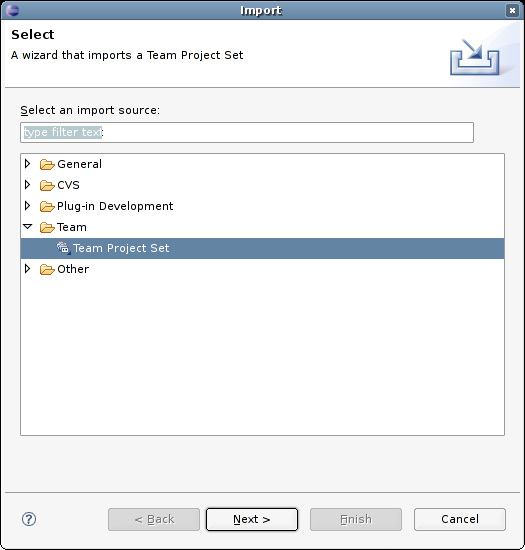 Import
Select
A wizard that imports a Team Project Set
Select an import source:
type filter text
General
CVS
Plug-in Development
Team
Team Project Set
Other
< Back
Next >
Finish
Cancel